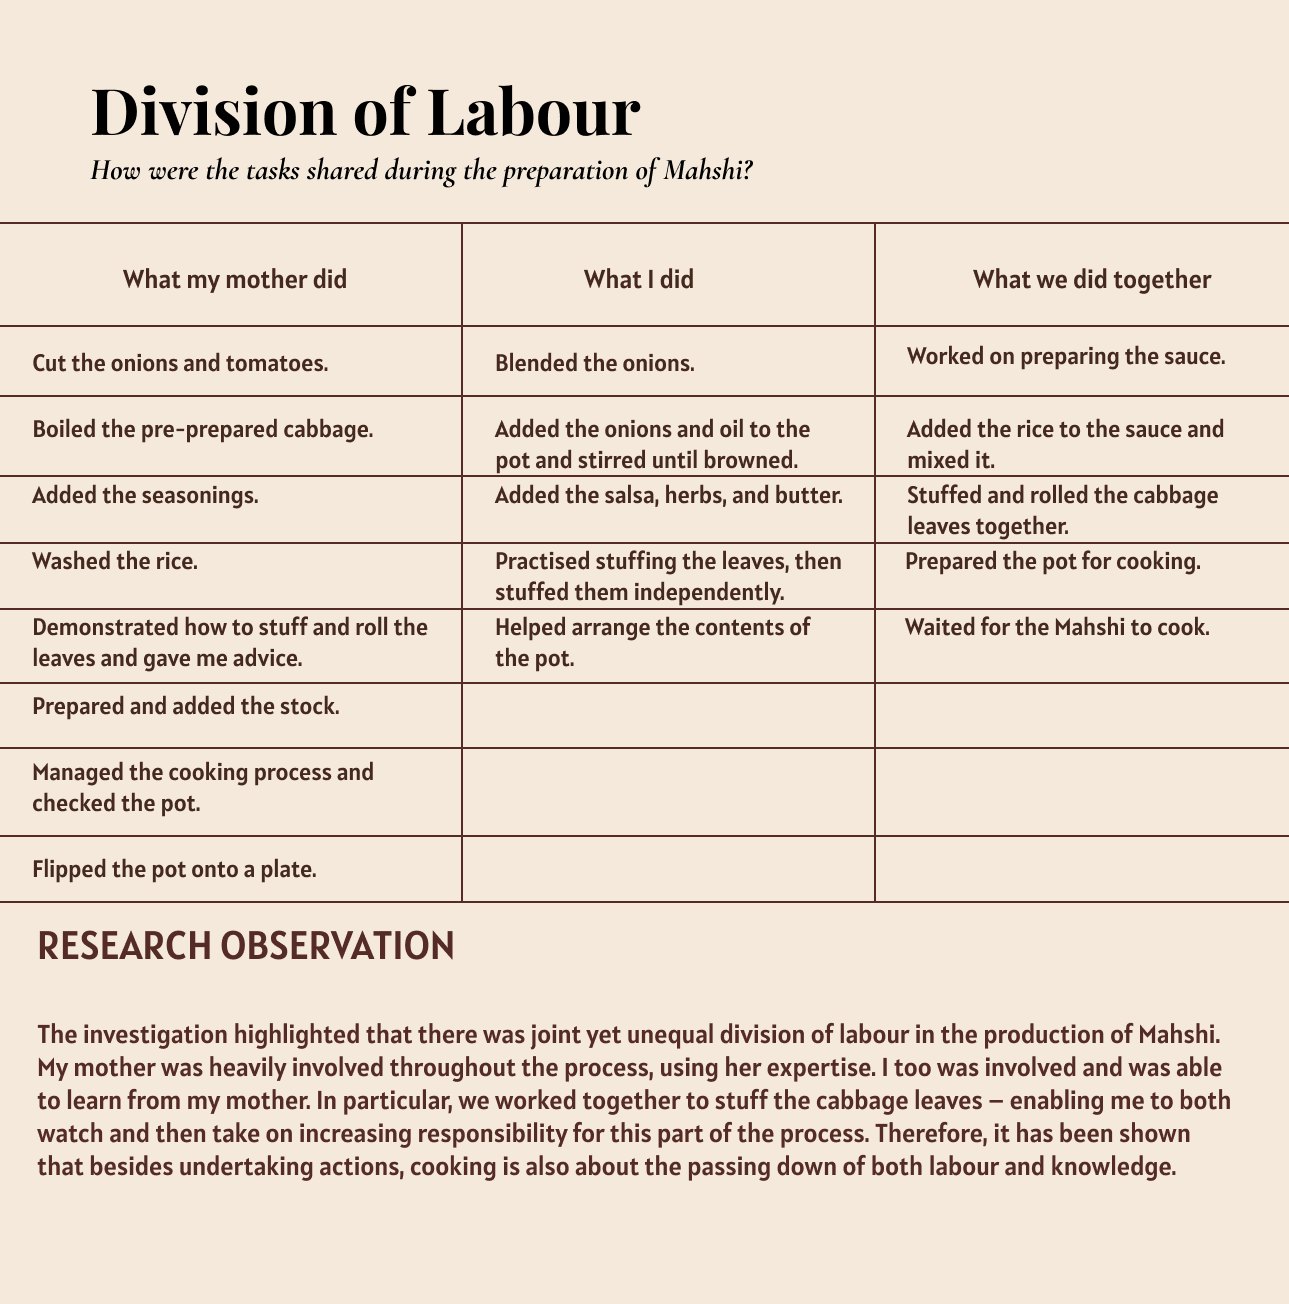 Division of Labour
How were the tasks shared during the preparation of Mahshi?
What my mother did
What I did
What we did together
Cut the onions and tomatoes.
Blended the onions.
Worked on preparing the sauce.
Boiled the pre-prepared cabbage.
Added the onions and oil to the
pot and stirred until browned.
Added the rice to the sauce and
mixed it.
Added the seasonings.
Added the salsa, herbs, and butter.
Stuffed and rolled the cabbage
leaves together.
Washed the rice.
Practised stuffing the leaves, then
stuffed them independently.
Prepared the pot for cooking.
Demonstrated how to stuff and roll the
leaves and gave me advice.
Helped arrange the contents of
the pot.
Waited for the Mahshi to cook.
Prepared and added the stock.
Managed the cooking process and
checked the pot.
Flipped the pot onto a plate.
RESEARCH OBSERVATION
The investigation highlighted that there was joint yet unequal division of labour in the production of Mahshi.
My mother was heavily involved throughout the process, using her expertise. I too was involved and was able
to learn from my mother. In particular, we worked together to stuff the cabbage leaves – enabling me to both
watch and then take on increasing responsibility for this part of the process. Therefore, it has been shown
that besides undertaking actions, cooking is also about the passing down of both labour and knowledge.